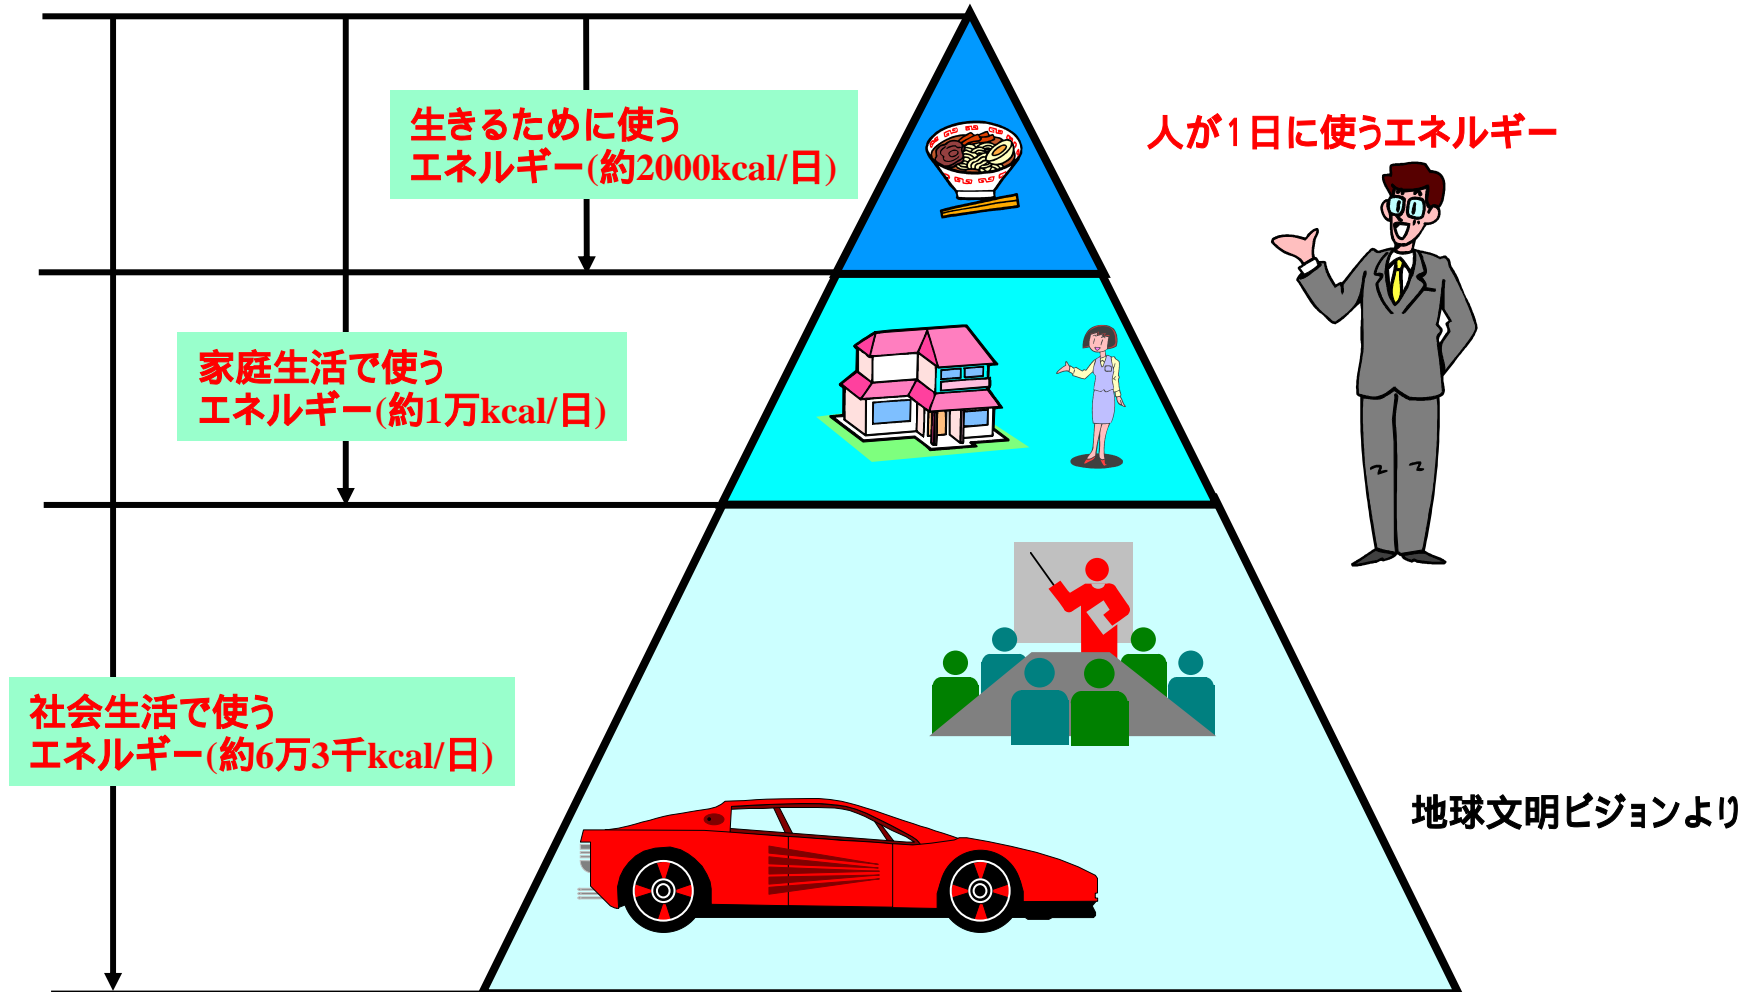 生きるために使う
エネルギー(約2000kcal/日)
人が1日に使うエネルギー
家庭生活で使う
エネルギー(約1万kcal/日)
社会生活で使う
エネルギー(約6万3千kcal/日)
地球文明ビジョンより